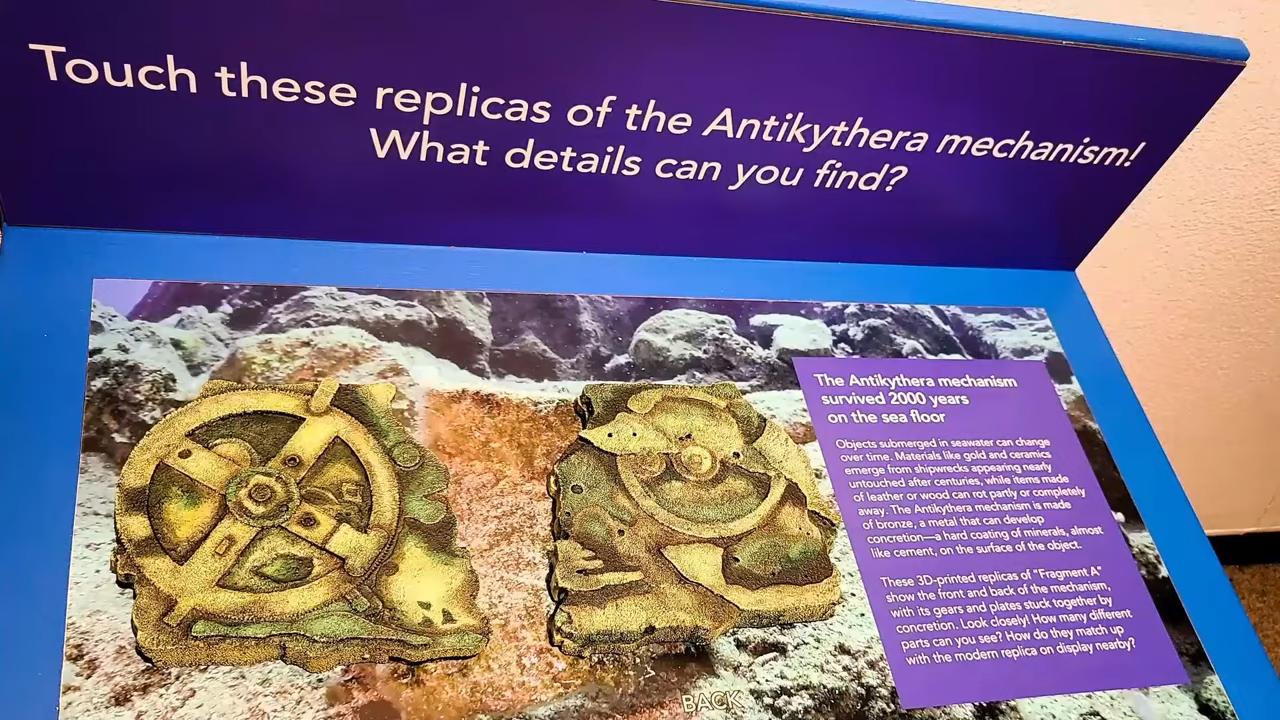 Touch these replicas of the Antikythera mechanism!
What details can you find?
The Antikythera mechanism
survived 2000 years
on the sea floor
Objects submerged in seawater can change
over time. Materials like gold and ceramics
emerge from shipwrecks appearing nearly
untouched after centuries, while items made
of leather or wood can rot partly or completely
away. The Antikythera mechanism is made
of bronze, a metal that can develop
concretion—a hard coating of minerals, almost
like cement, on the surface of the object.
These 3D-printed replicas of "Fragment A"
show the front and back of the mechanism,
with its gears and plates stuck together by
concretion. Look closely! How many different
parts can you see? How do they match up
with the modern replica on display nearby?
BACK